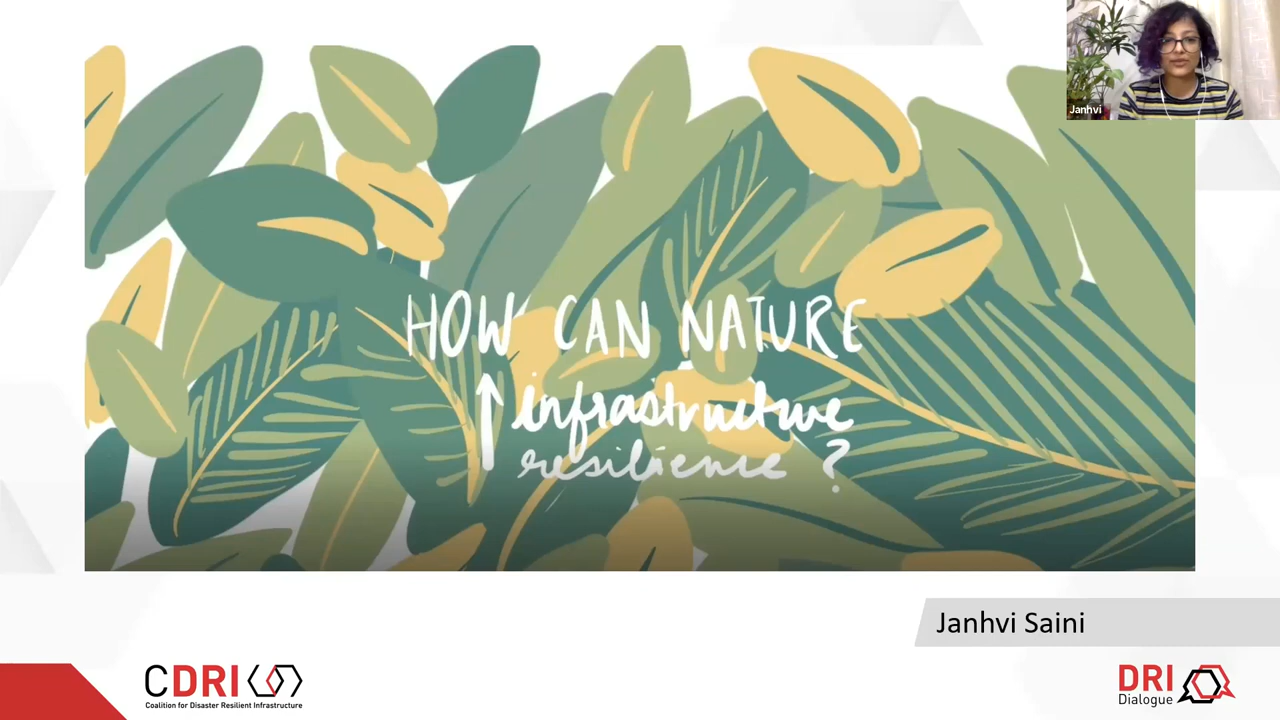 Janhvi
HOW CAN NATURE
↑ infrastructure
resilience ?
Janhvi Saini
CDRI
Coalition for Disaster Resilient Infrastructure
DRI
Dialogue